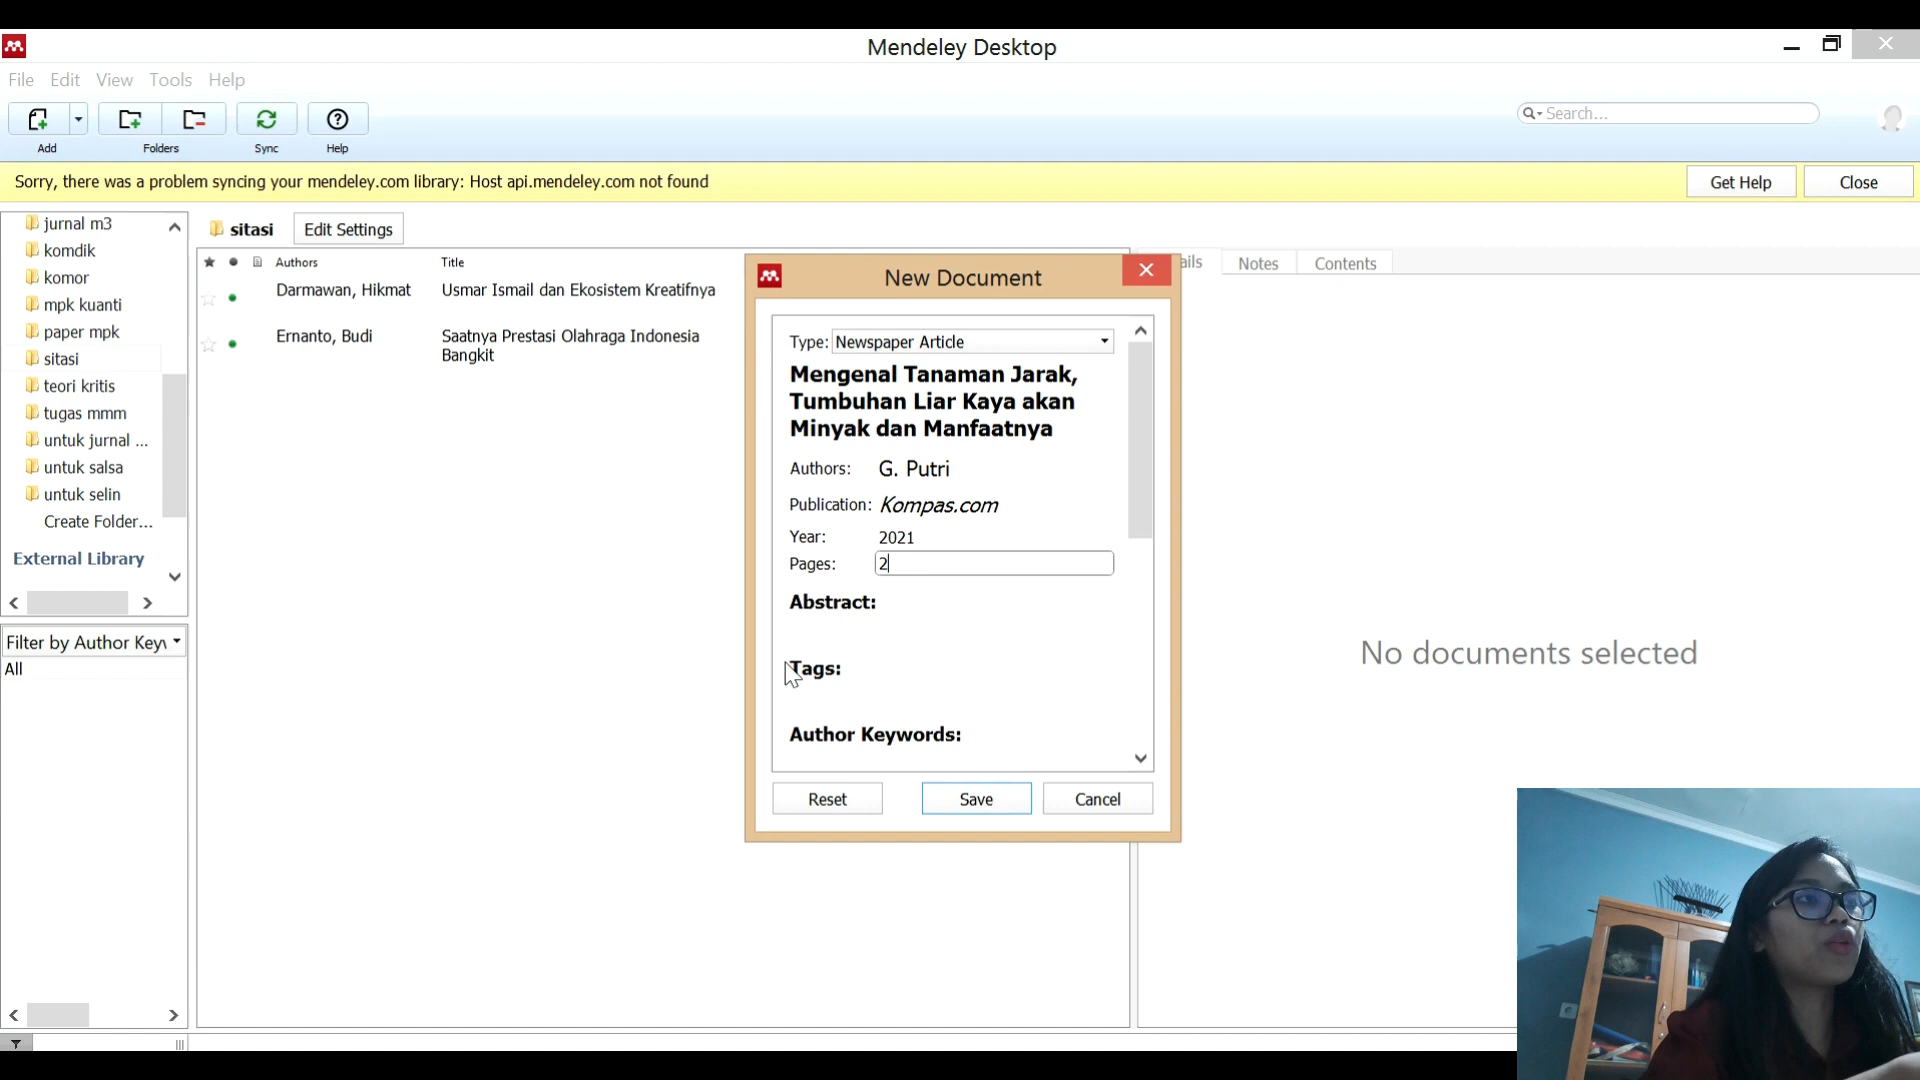 Mendeley Desktop
File Edit View Tools Help
Search...
Add Folders Sync Help
Sorry, there was a problem syncing your mendeley.com library: Host api.mendeley.com not found
Get Help Close
jurnal m3
komdik
komor
mpk kuanti
paper mpk
sitasi
teori kritis
tugas mmm
untuk jurnal ...
untuk salsa
untuk selin
Create Folder...
External Library
Filter by Author Key
All
sitasi Edit Settings
Authors Title
Darmawan, Hikmat Usmar Ismail dan Ekosistem Kreatifnya
Ernanto, Budi Saatnya Prestasi Olahraga Indonesia
Bangkit
ails Notes Contents
No documents selected
New Document
Type: Newspaper Article
Mengenal Tanaman Jarak,
Tumbuhan Liar Kaya akan
Minyak dan Manfaatnya
Authors: G. Putri
Publication: Kompas.com
Year: 2021
Pages: 2
Abstract:
Tags:
Author Keywords:
Reset Save Cancel